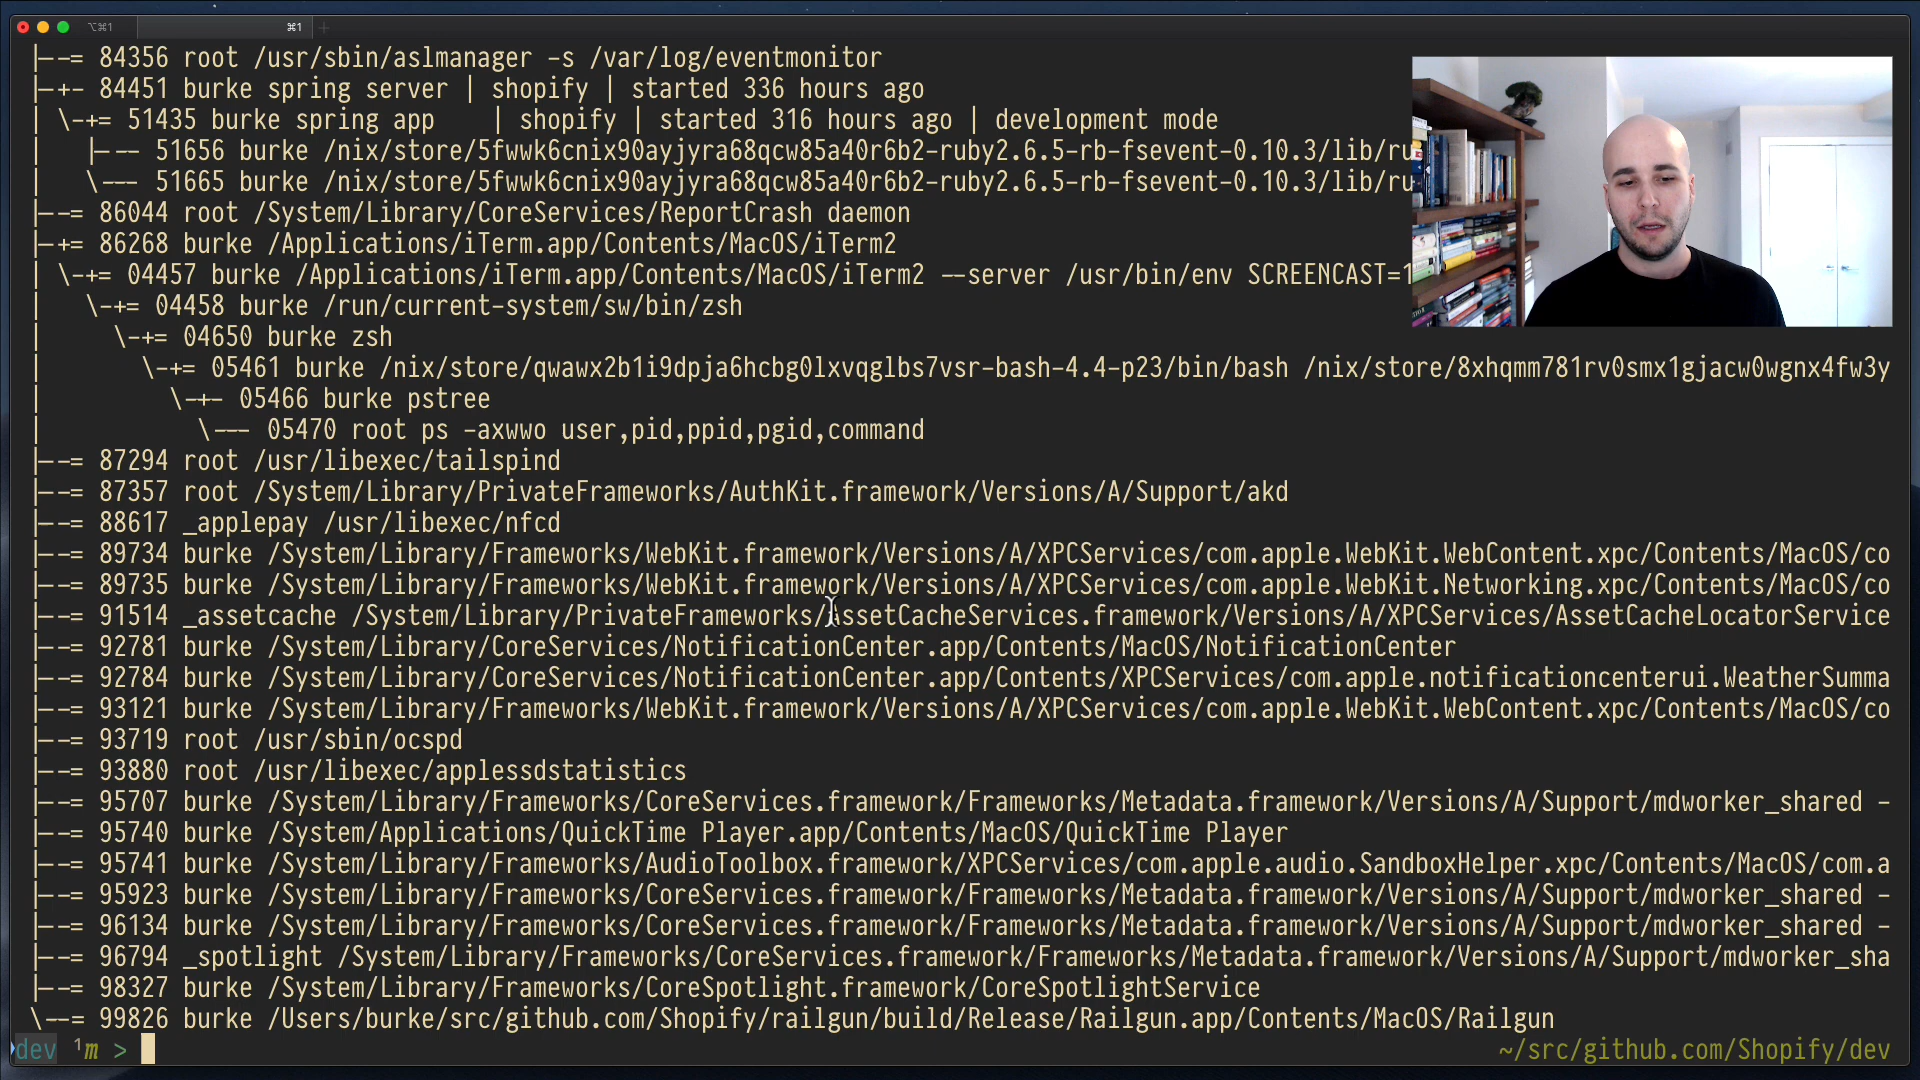 ⌥⌘1 ⌘1 +
├--= 84356 root /usr/sbin/aslmanager -s /var/log/eventmonitor
├-+- 84451 burke spring server | shopify | started 336 hours ago
| \-+= 51435 burke spring app    | shopify | started 316 hours ago | development mode
|   ├--- 51656 burke /nix/store/5fwwk6cnix90ayjyra68qcw85a40r6b2-ruby2.6.5-rb-fsevent-0.10.3/lib/ru
|   \--- 51665 burke /nix/store/5fwwk6cnix90ayjyra68qcw85a40r6b2-ruby2.6.5-rb-fsevent-0.10.3/lib/ru
├--= 86044 root /System/Library/CoreServices/ReportCrash daemon
├-+= 86268 burke /Applications/iTerm.app/Contents/MacOS/iTerm2
| \-+= 04457 burke /Applications/iTerm.app/Contents/MacOS/iTerm2 --server /usr/bin/env SCREENCAST=1
|   \-+= 04458 burke /run/current-system/sw/bin/zsh
|     \-+= 04650 burke zsh
|       \-+= 05461 burke /nix/store/qwawx2b1i9dpja6hcbg0lxvqglbs7vsr-bash-4.4-p23/bin/bash /nix/store/8xhqmm781rv0smx1gjacw0wgnx4fw3y
|         \-+- 05466 burke pstree
|           \--- 05470 root ps -axwwo user,pid,ppid,pgid,command
├--= 87294 root /usr/libexec/tailspind
├--= 87357 root /System/Library/PrivateFrameworks/AuthKit.framework/Versions/A/Support/akd
├--= 88617 _applepay /usr/libexec/nfcd
├--= 89734 burke /System/Library/Frameworks/WebKit.framework/Versions/A/XPCServices/com.apple.WebKit.WebContent.xpc/Contents/MacOS/co
├--= 89735 burke /System/Library/Frameworks/WebKit.framework/Versions/A/XPCServices/com.apple.WebKit.Networking.xpc/Contents/MacOS/co
├--= 91514 _assetcache /System/Library/PrivateFrameworks/AssetCacheServices.framework/Versions/A/XPCServices/AssetCacheLocatorService
├--= 92781 burke /System/Library/CoreServices/NotificationCenter.app/Contents/MacOS/NotificationCenter
├--= 92784 burke /System/Library/CoreServices/NotificationCenter.app/Contents/XPCServices/com.apple.notificationcenterui.WeatherSumma
├--= 93121 burke /System/Library/Frameworks/WebKit.framework/Versions/A/XPCServices/com.apple.WebKit.WebContent.xpc/Contents/MacOS/co
├--= 93719 root /usr/sbin/ocspd
├--= 93880 root /usr/libexec/applessdstatistics
├--= 95707 burke /System/Library/Frameworks/CoreServices.framework/Frameworks/Metadata.framework/Versions/A/Support/mdworker_shared -
├--= 95740 burke /System/Applications/QuickTime Player.app/Contents/MacOS/QuickTime Player
├--= 95741 burke /System/Library/Frameworks/AudioToolbox.framework/XPCServices/com.apple.audio.SandboxHelper.xpc/Contents/MacOS/com.a
├--= 95923 burke /System/Library/Frameworks/CoreServices.framework/Frameworks/Metadata.framework/Versions/A/Support/mdworker_shared -
├--= 96134 burke /System/Library/Frameworks/CoreServices.framework/Frameworks/Metadata.framework/Versions/A/Support/mdworker_shared -
├--= 96794 _spotlight /System/Library/Frameworks/CoreServices.framework/Frameworks/Metadata.framework/Versions/A/Support/mdworker_sha
├--= 98327 burke /System/Library/Frameworks/CoreSpotlight.framework/CoreSpotlightService
\--= 99826 burke /Users/burke/src/github.com/Shopify/railgun/build/Release/Railgun.app/Contents/MacOS/Railgun
dev ¹m > ~/src/github.com/Shopify/dev